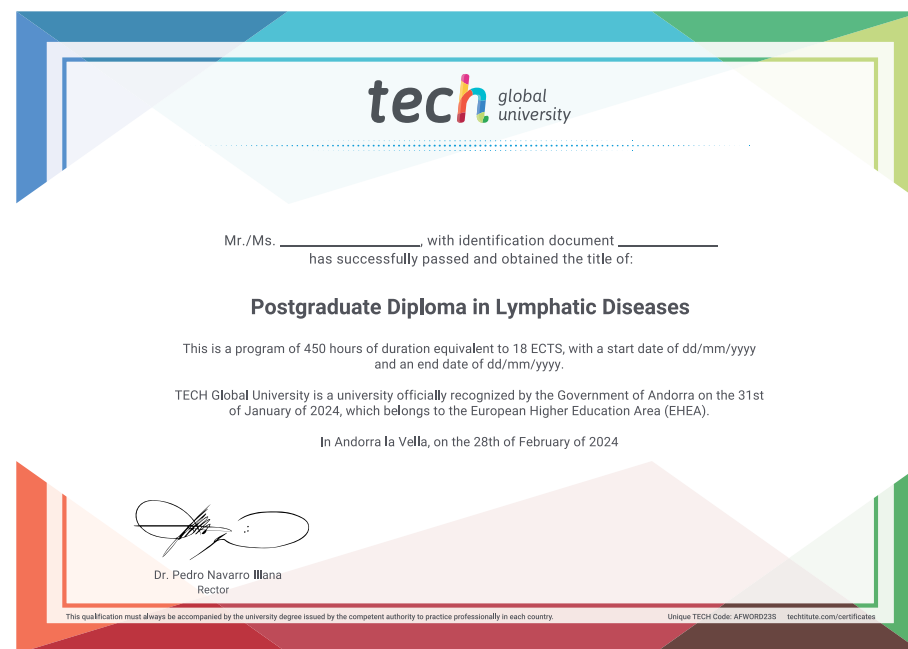 tech global
university
Mr./Ms. ____________________, with identification document ______________
has successfully passed and obtained the title of:
Postgraduate Diploma in Lymphatic Diseases
This is a program of 450 hours of duration equivalent to 18 ECTS, with a start date of dd/mm/yyyy
and an end date of dd/mm/yyyy.
TECH Global University is a university officially recognized by the Government of Andorra on the 31st
of January of 2024, which belongs to the European Higher Education Area (EHEA).
In Andorra la Vella, on the 28th of February of 2024
Dr. Pedro Navarro Illana
Rector
This qualification must always be accompanied by the university degree issued by the competent authority to practice professionally in each country. Unique TECH Code: AFWORD23S techtitute.com/certificates